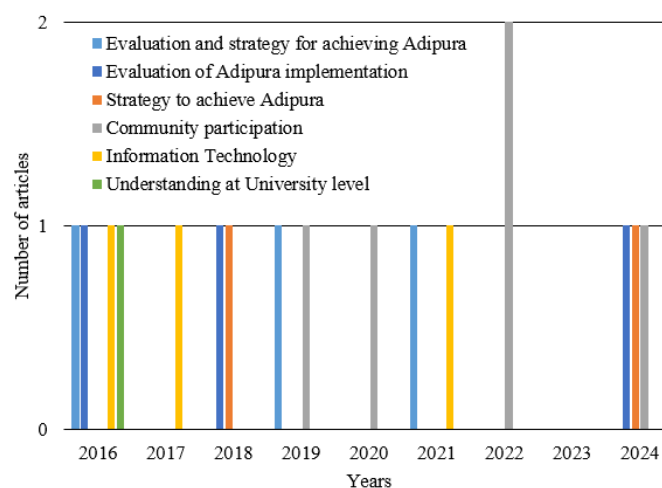 2
Evaluation and strategy for achieving Adipura
Evaluation of Adipura implementation
Strategy to achieve Adipura
Community participation
Information Technology
Understanding at University level
Number of articles
1
0
2016 2017 2018 2019 2020 2021 2022 2023 2024
Years